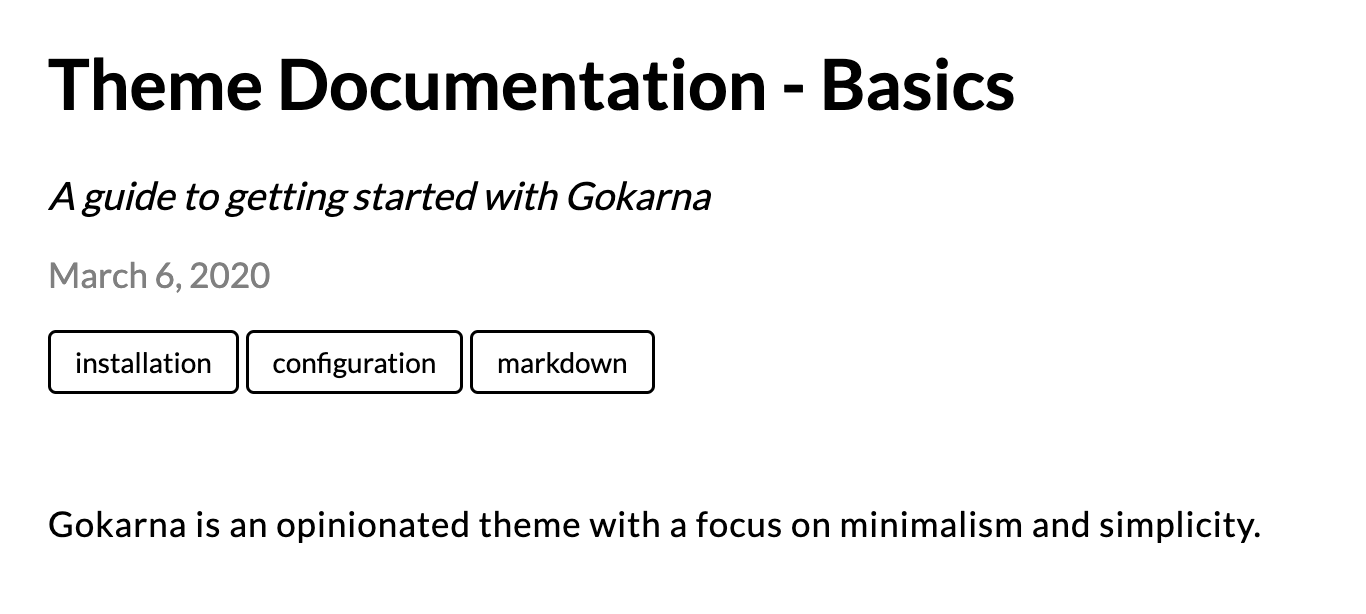 Theme Documentation - Basics
A guide to getting started with Gokarna
March 6, 2020
installation configuration markdown
Gokarna is an opinionated theme with a focus on minimalism and simplicity.